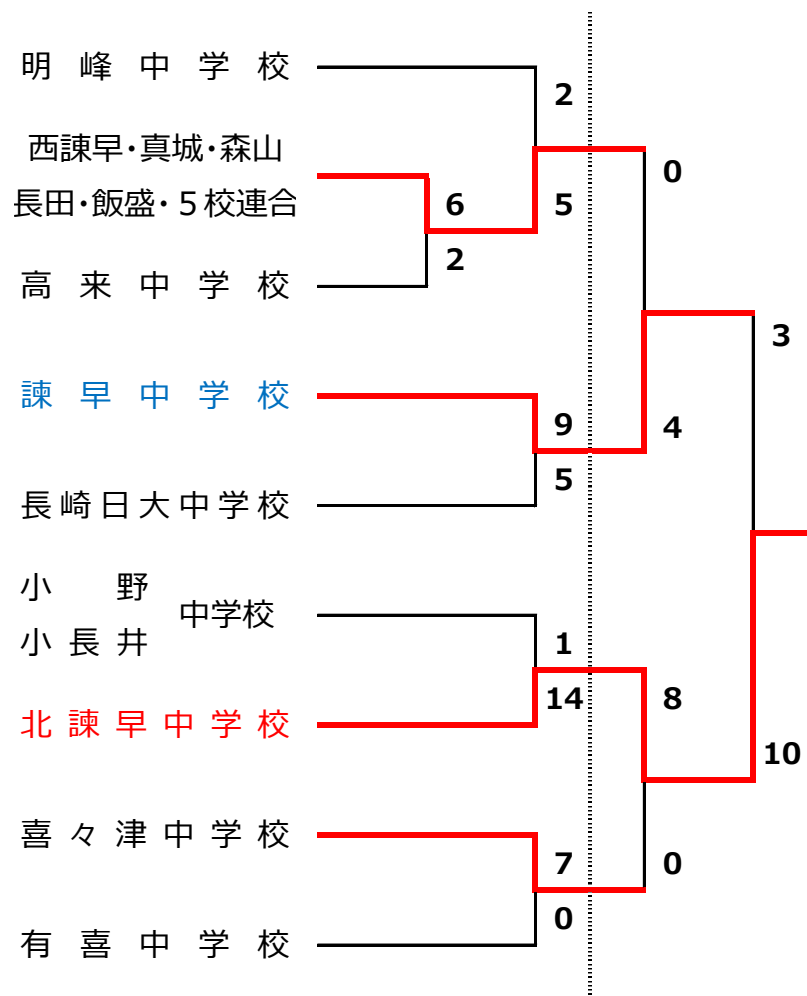 明峰中学校
2
西諫早・真城・森山
0
長田・飯盛・５校連合
6
5
2
高来中学校
3
諫早中学校
9
4
5
長崎日大中学校
小野
中学校
小長井
1
14
8
北諫早中学校
10
喜々津中学校
7
0
0
有喜中学校